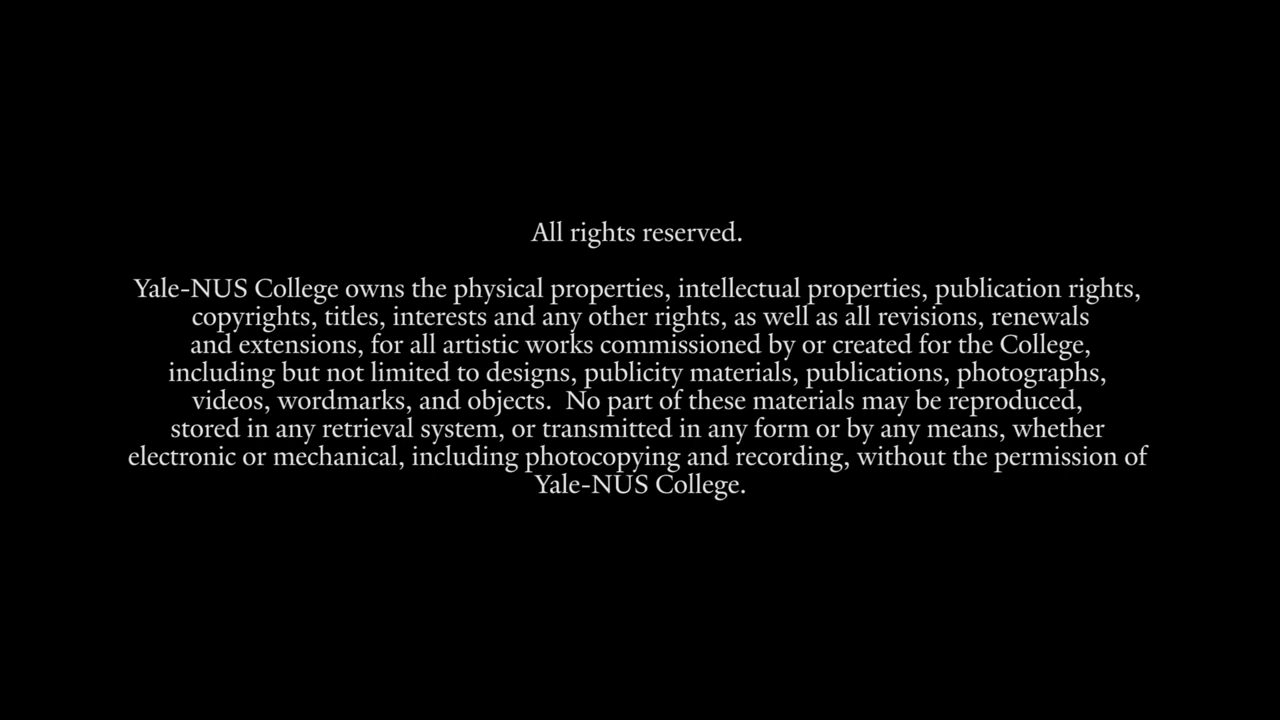 All rights reserved.
Yale-NUS College owns the physical properties, intellectual properties, publication rights,
copyrights, titles, interests and any other rights, as well as all revisions, renewals
and extensions, for all artistic works commissioned by or created for the College,
including but not limited to designs, publicity materials, publications, photographs,
videos, wordmarks, and objects.  No part of these materials may be reproduced,
stored in any retrieval system, or transmitted in any form or by any means, whether
electronic or mechanical, including photocopying and recording, without the permission of
Yale-NUS College.